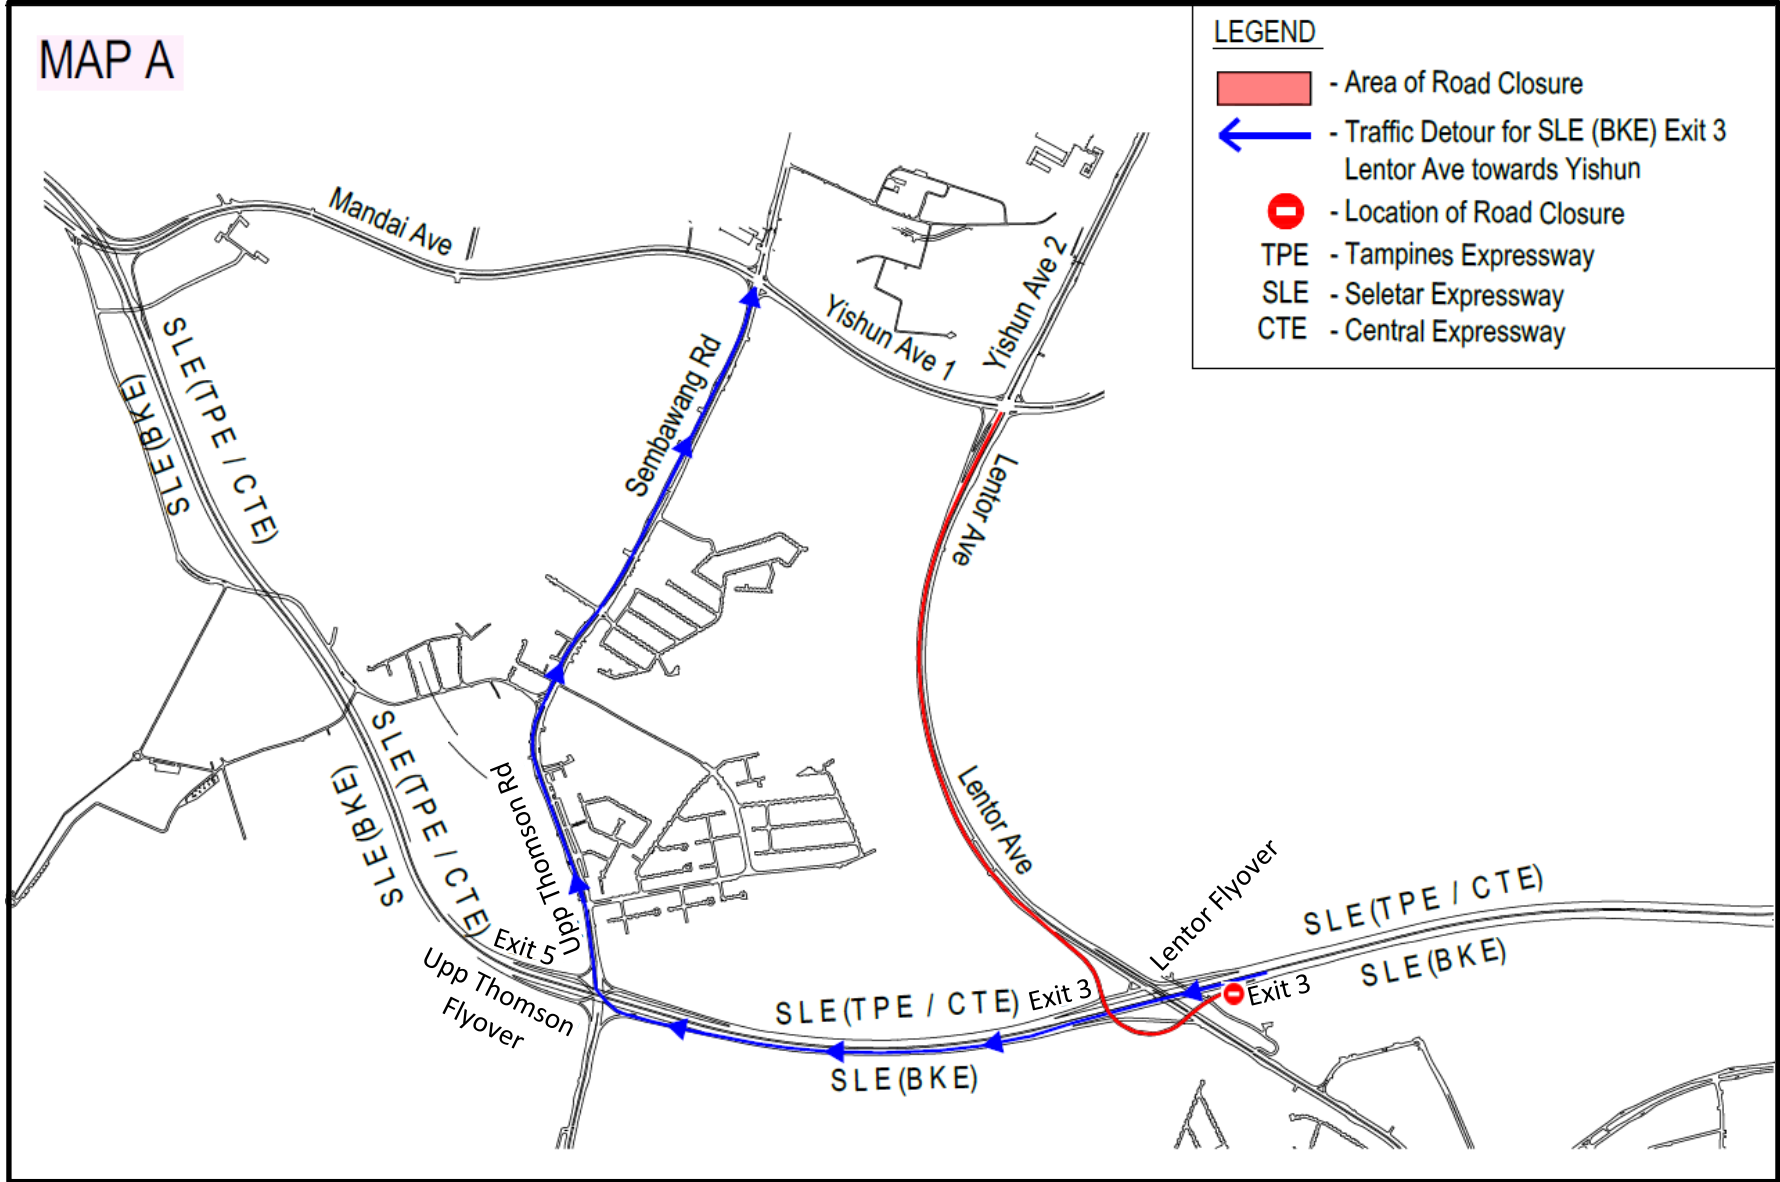 MAP A
LEGEND
- Area of Road Closure
- Traffic Detour for SLE (BKE) Exit 3
Lentor Ave towards Yishun
- Location of Road Closure
TPE - Tampines Expressway
SLE - Seletar Expressway
CTE - Central Expressway
Mandai Ave
Yishun Ave 2
Yishun Ave 1
SLE(TPE / CTE)
SLE(BKE)
Sembawang Rd
Lentor Ave
SLE(TPE / CTE)
SLE(BKE)
Upp Thomson Rd
Lentor Ave
Lentor Flyover
SLE(TPE / CTE)
SLE(BKE)
Exit 5
Upp Thomson
Flyover
SLE(TPE / CTE)
Exit 3
Exit 3
SLE(BKE)